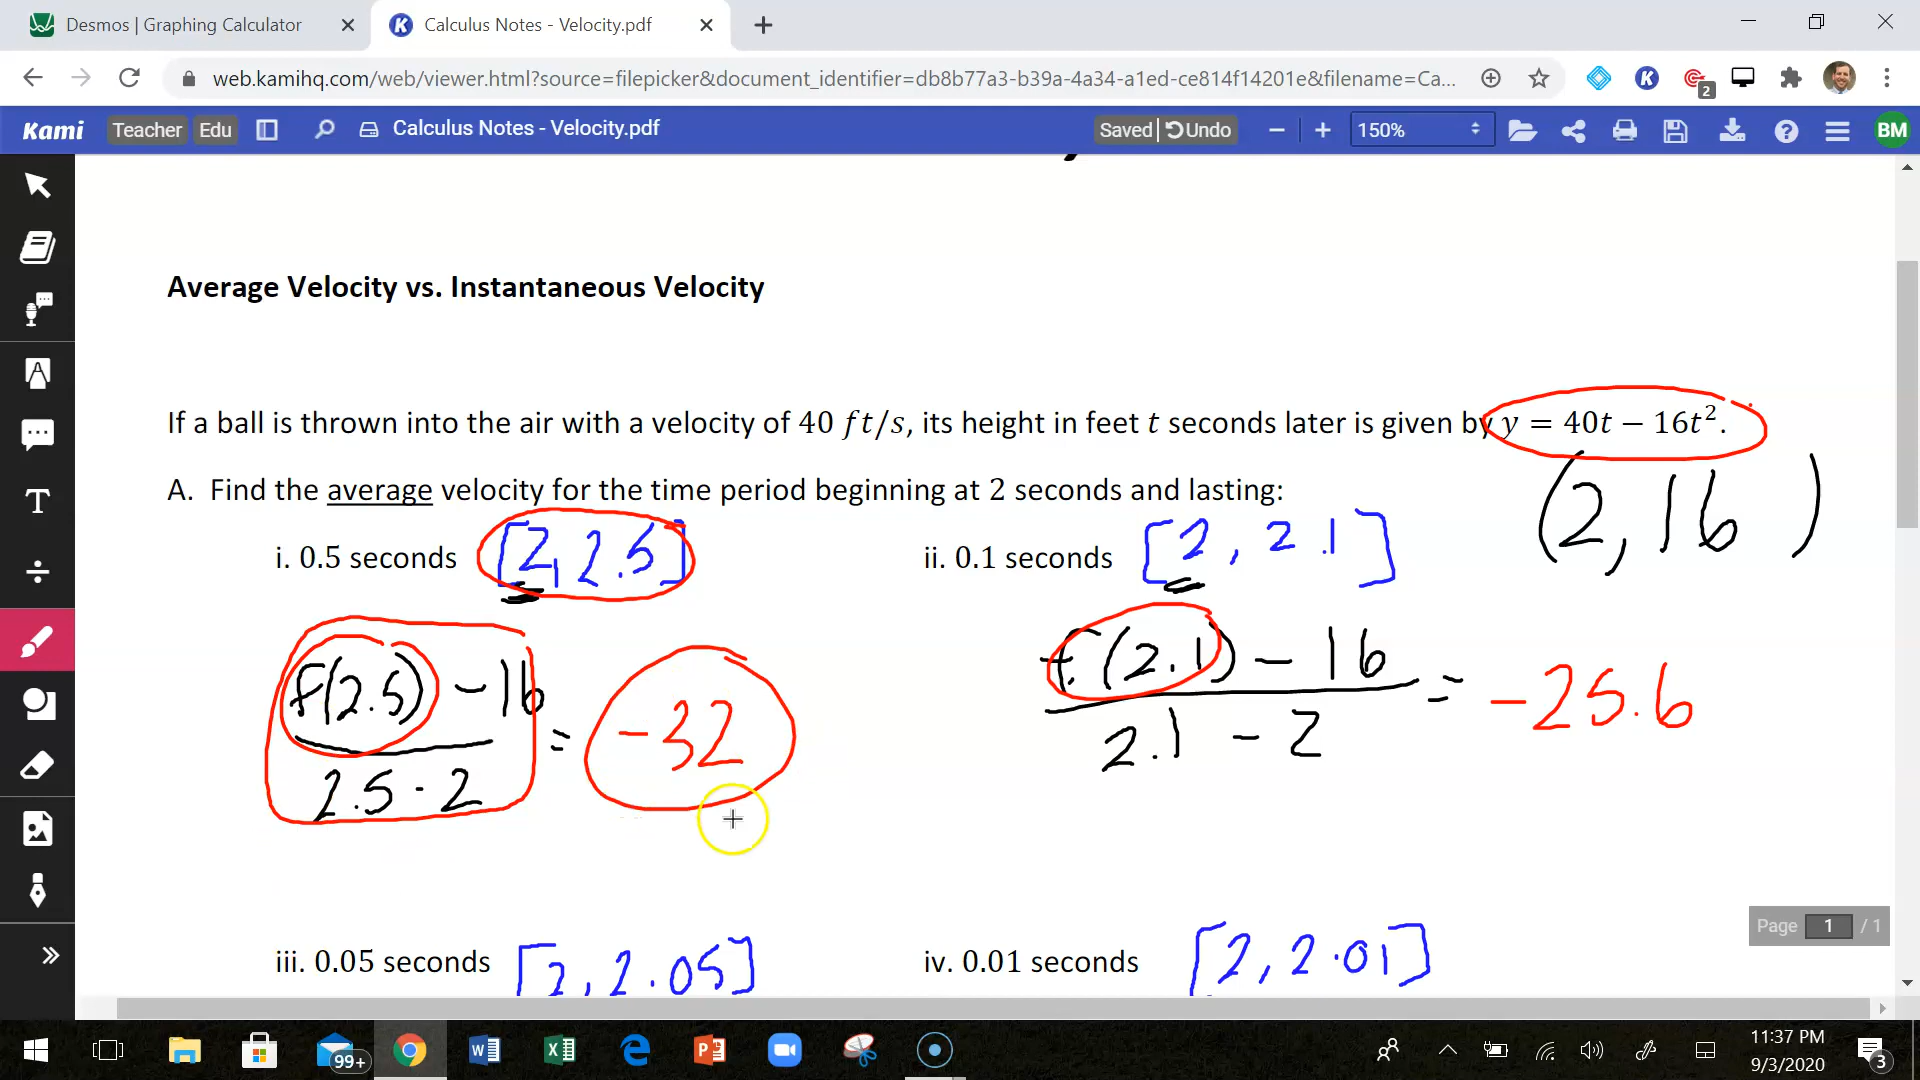 Desmos | Graphing Calculator
Calculus Notes - Velocity.pdf
web.kamihq.com/web/viewer.html?source=filepicker&document_identifier=db8b77a3-b39a-4a34-a1ed-ce814f14201e&filename=Ca...
2
Kami Teacher Edu Calculus Notes - Velocity.pdf Saved Undo 150% BM
Average Velocity vs. Instantaneous Velocity
If a ball is thrown into the air with a velocity of 40 ft/s, its height in feet t seconds later is given by y = 40t − 16t².
(2, 16 )
A. Find the average velocity for the time period beginning at 2 seconds and lasting:
i. 0.5 seconds [2, 2.5]
ii. 0.1 seconds [2, 2.1]
f(2.5) - 16
2.5 - 2
= -32
f(2.1) - 16
2.1 - 2
= -25.6
Page 1 / 1
iii. 0.05 seconds [2, 2.05]
iv. 0.01 seconds [2, 2.01]
99+
11:37 PM
9/3/2020
3